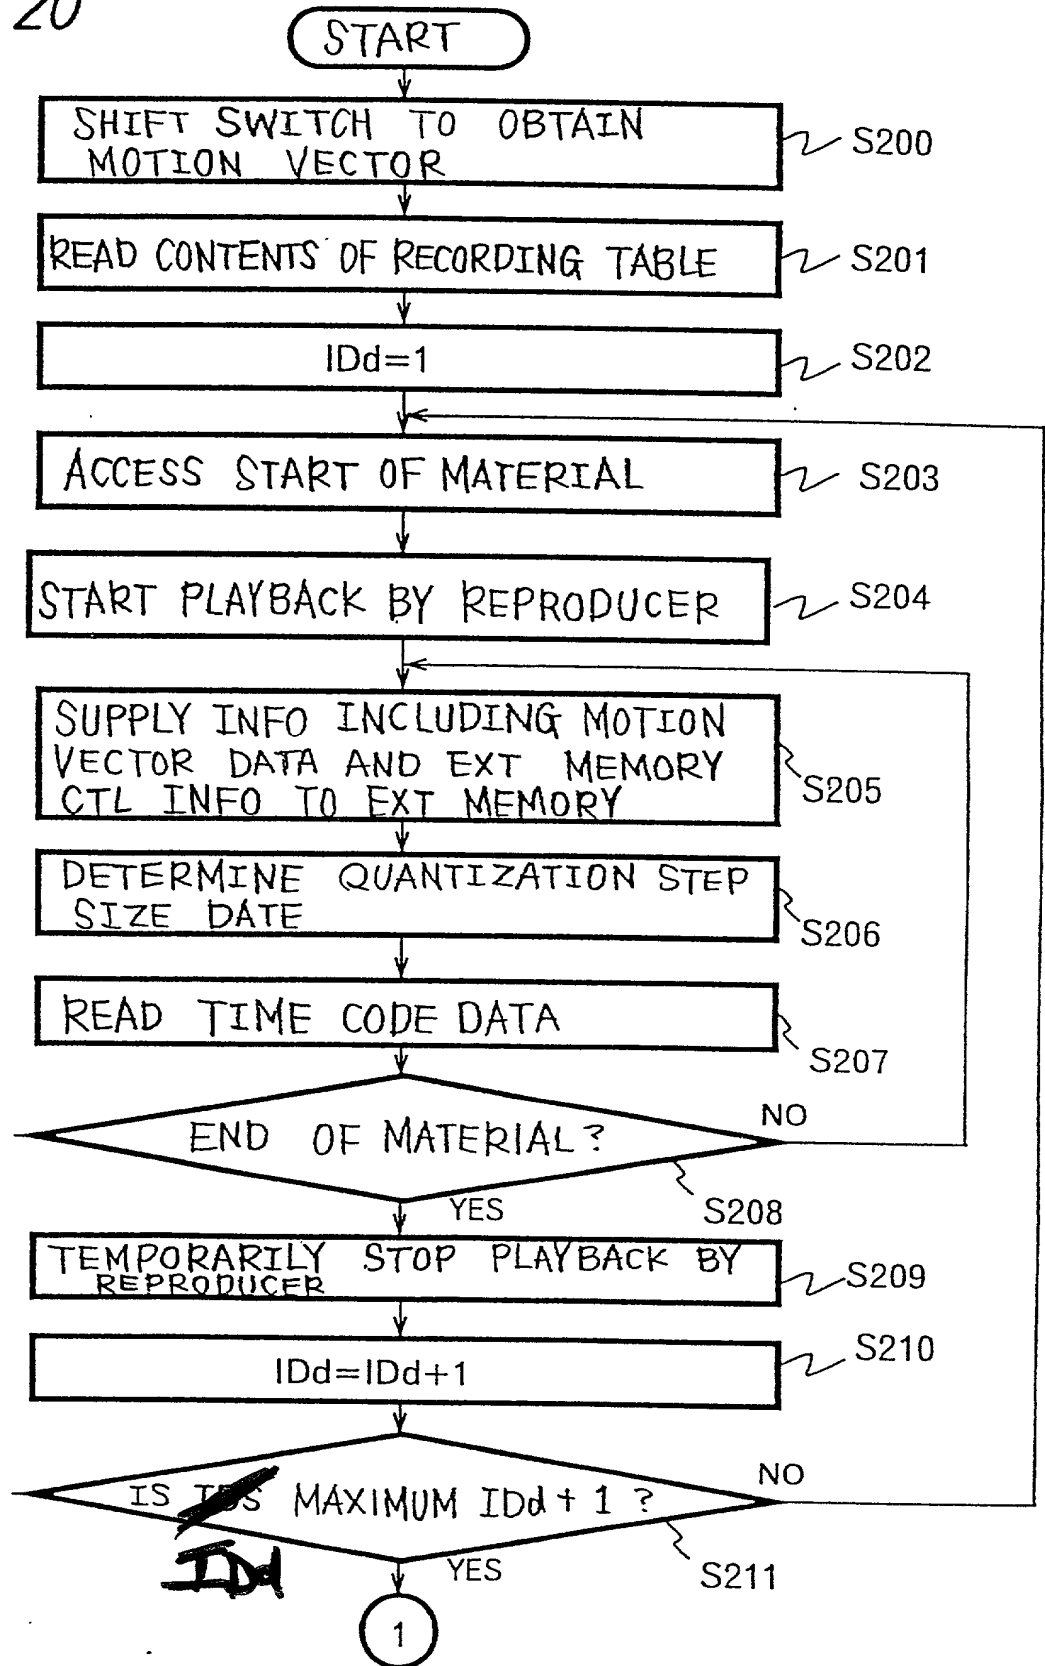 20
START
SHIFT SWITCH TO OBTAIN
MOTION VECTOR
S200
READ CONTENTS OF RECORDING TABLE
S201
IDd=1
S202
ACCESS START OF MATERIAL
S203
START PLAYBACK BY REPRODUCER
S204
SUPPLY INFO INCLUDING MOTION
VECTOR DATA AND EXT MEMORY
CTL INFO TO EXT MEMORY
S205
DETERMINE QUANTIZATION STEP
SIZE DATE
S206
READ TIME CODE DATA
S207
END OF MATERIAL?
NO
S208
YES
TEMPORARILY STOP PLAYBACK BY
REPRODUCER
S209
IDd=IDd+1
S210
IS MAXIMUM IDd+1 ?
NO
IDd
YES
S211
1